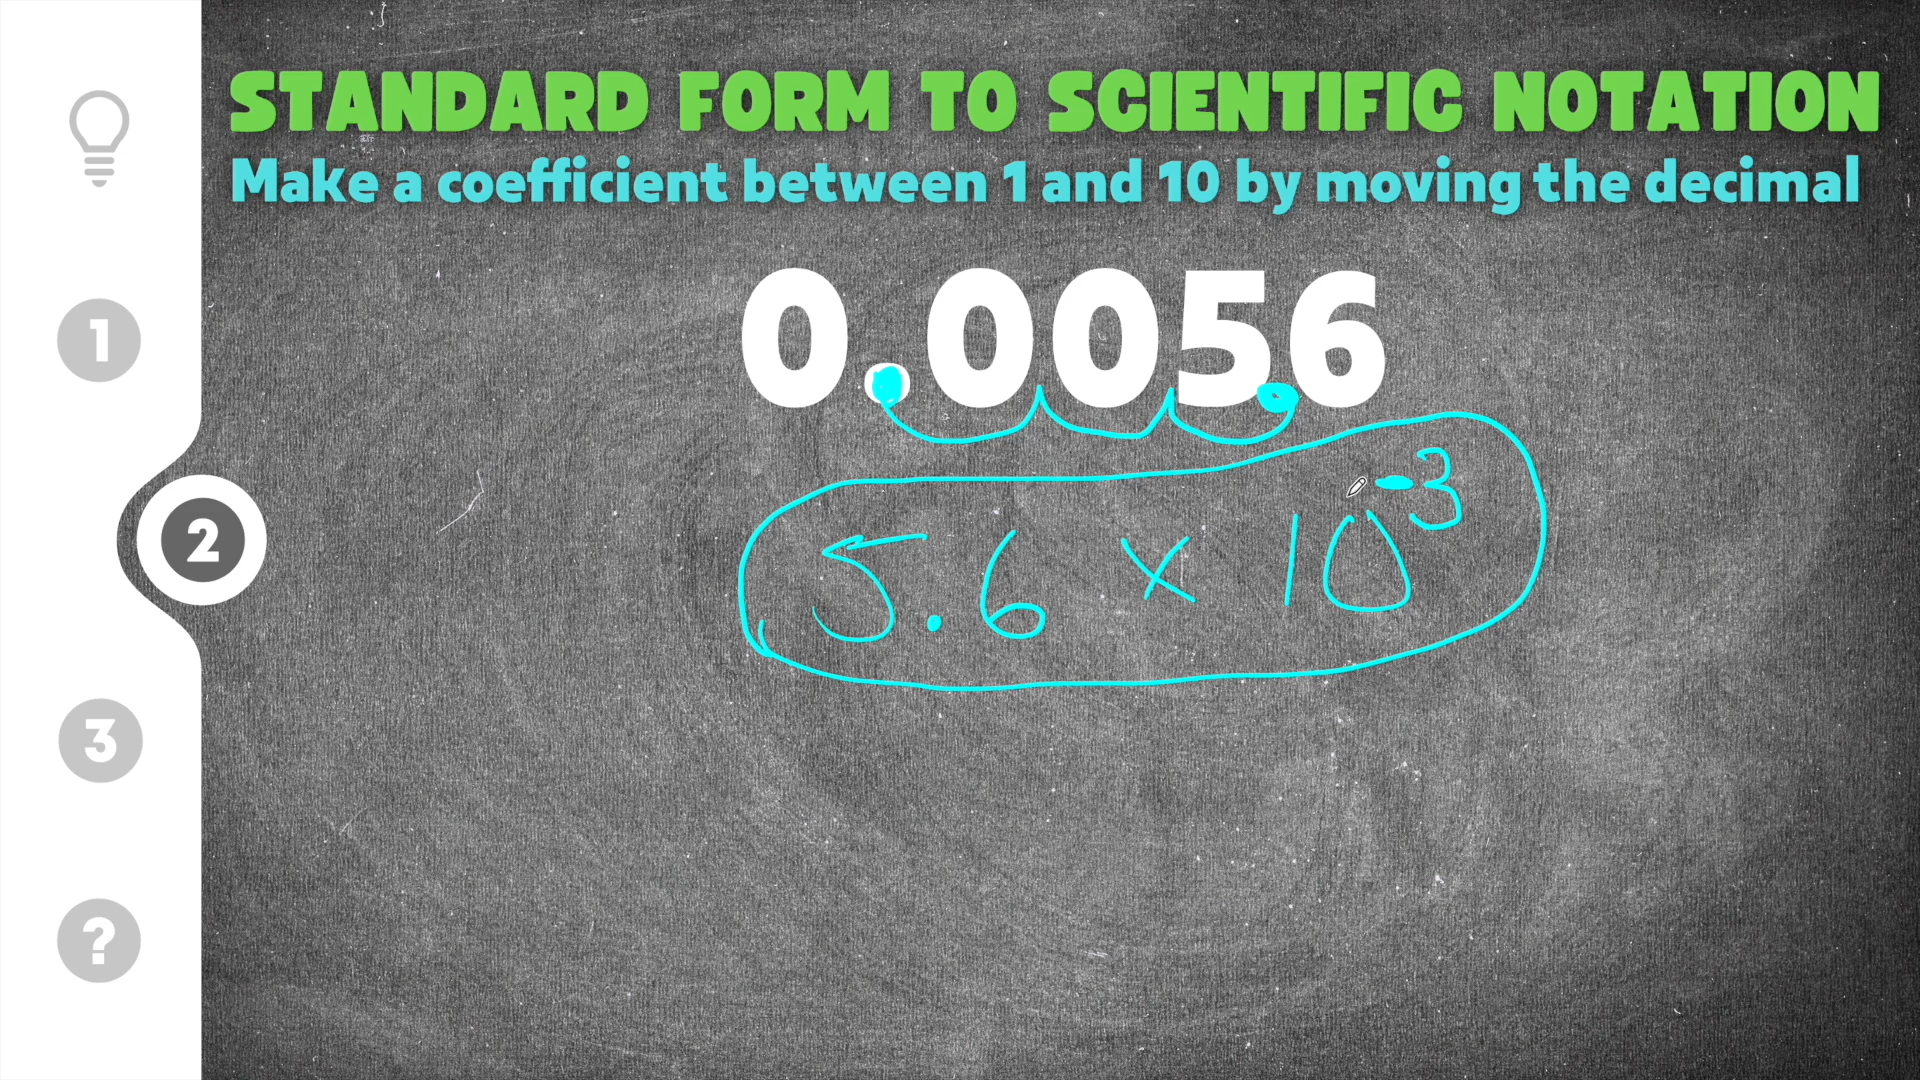 STANDARD FORM TO SCIENTIFIC NOTATION
Make a coefficient between 1 and 10 by moving the decimal
1
0.0056
5.6 x 10⁻³
2
3
?